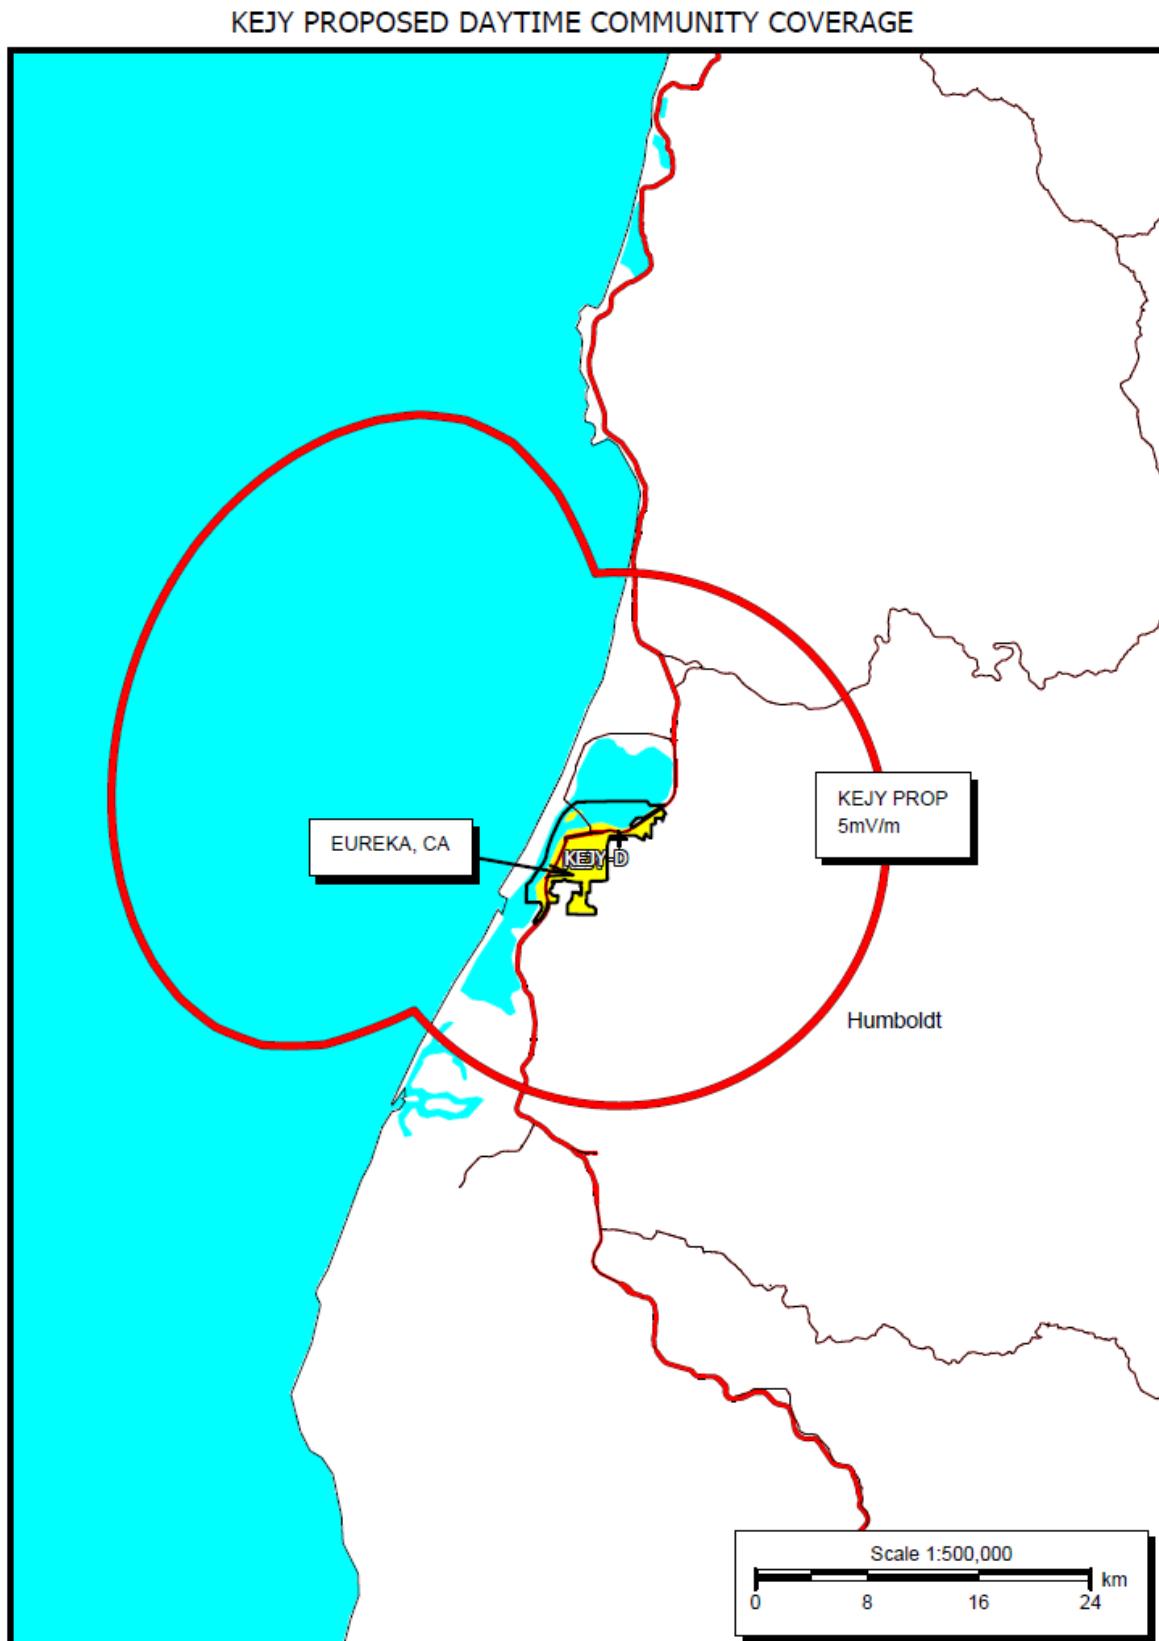 KEJY PROPOSED DAYTIME COMMUNITY COVERAGE
KEJY PROP
5mV/m
EUREKA, CA
KEJY-D
Humboldt
Scale 1:500,000
km
0 8 16 24